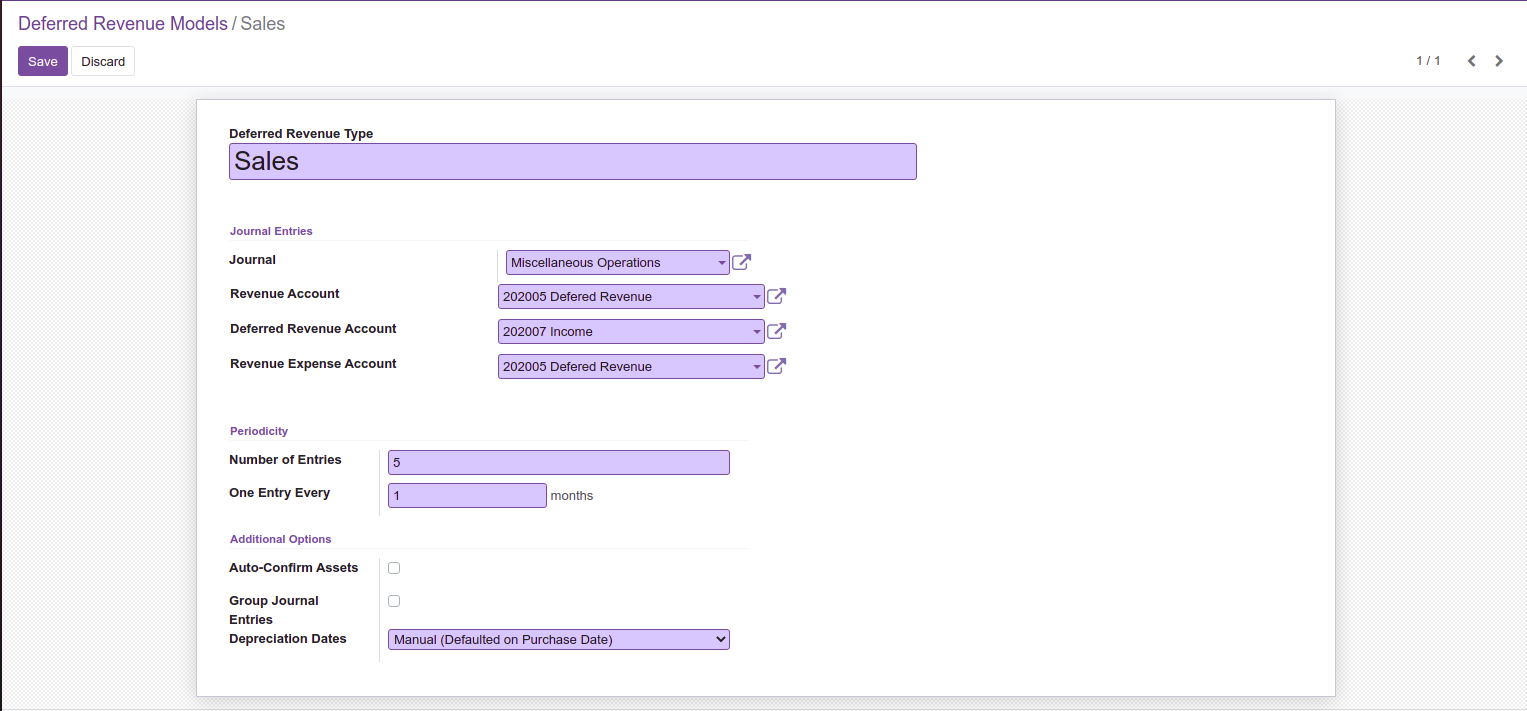 Deferred Revenue Models / Sales
Save Discard
1 / 1
Deferred Revenue Type
Sales
Journal Entries
Journal Miscellaneous Operations
Revenue Account 202005 Defered Revenue
Deferred Revenue Account 202007 Income
Revenue Expense Account 202005 Defered Revenue
Periodicity
Number of Entries 5
One Entry Every 1 months
Additional Options
Auto-Confirm Assets
Group Journal
Entries
Depreciation Dates Manual (Defaulted on Purchase Date)